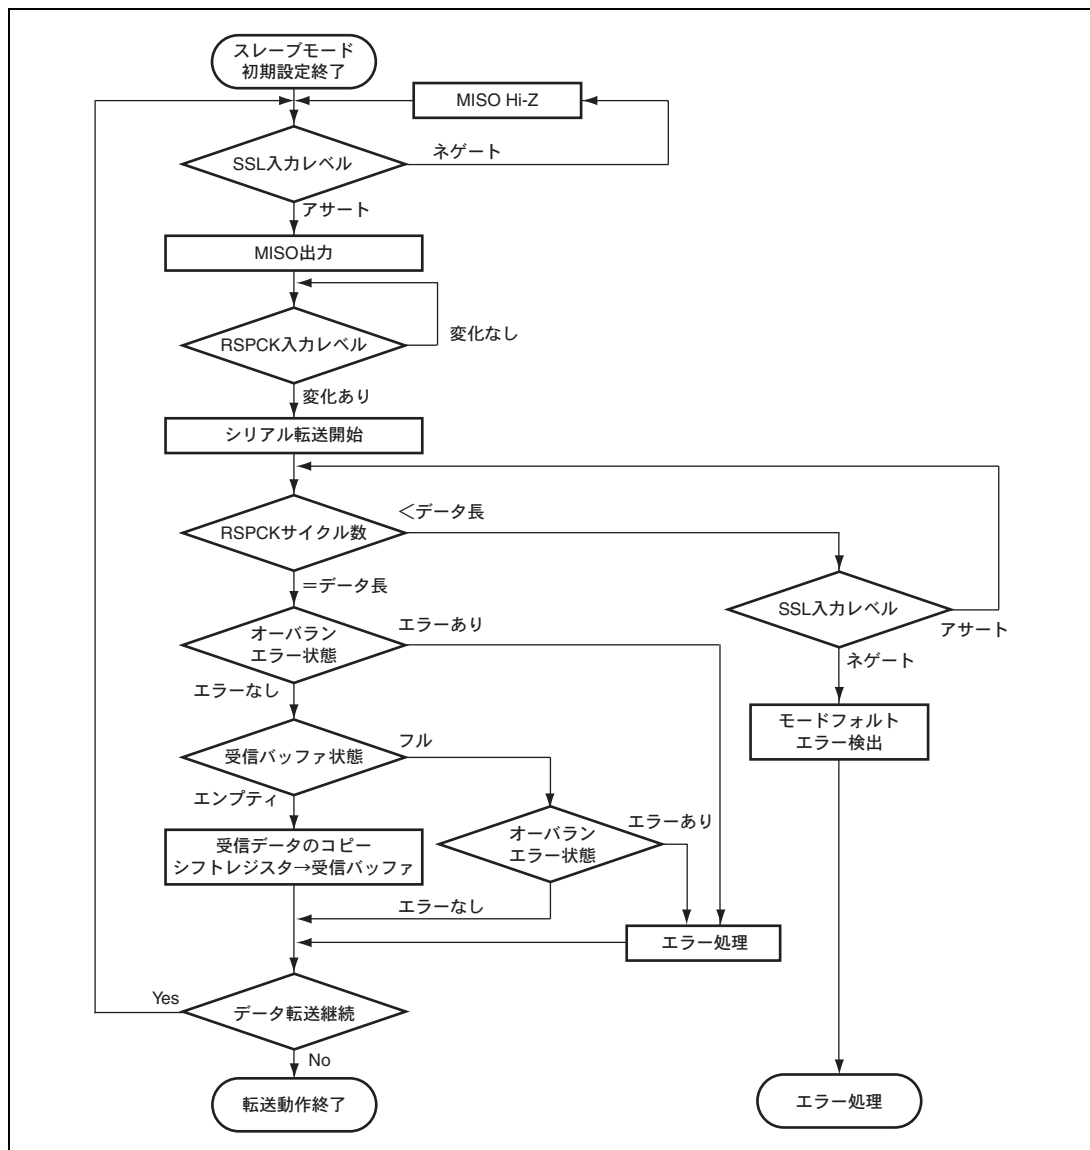 スレーブモード
初期設定終了
MISO Hi-Z
SSL入力レベル
ネゲート
アサート
MISO出力
RSPCK入力レベル
変化なし
変化あり
シリアル転送開始
RSPCKサイクル数
＜データ長
＝データ長
SSL入力レベル
アサート
ネゲート
オーバラン
エラー状態
エラーあり
エラーなし
モードフォルト
エラー検出
受信バッファ状態
フル
エンプティ
オーバラン
エラー状態
エラーあり
受信データのコピー
シフトレジスタ→受信バッファ
エラーなし
エラー処理
Yes
データ転送継続
No
転送動作終了
エラー処理